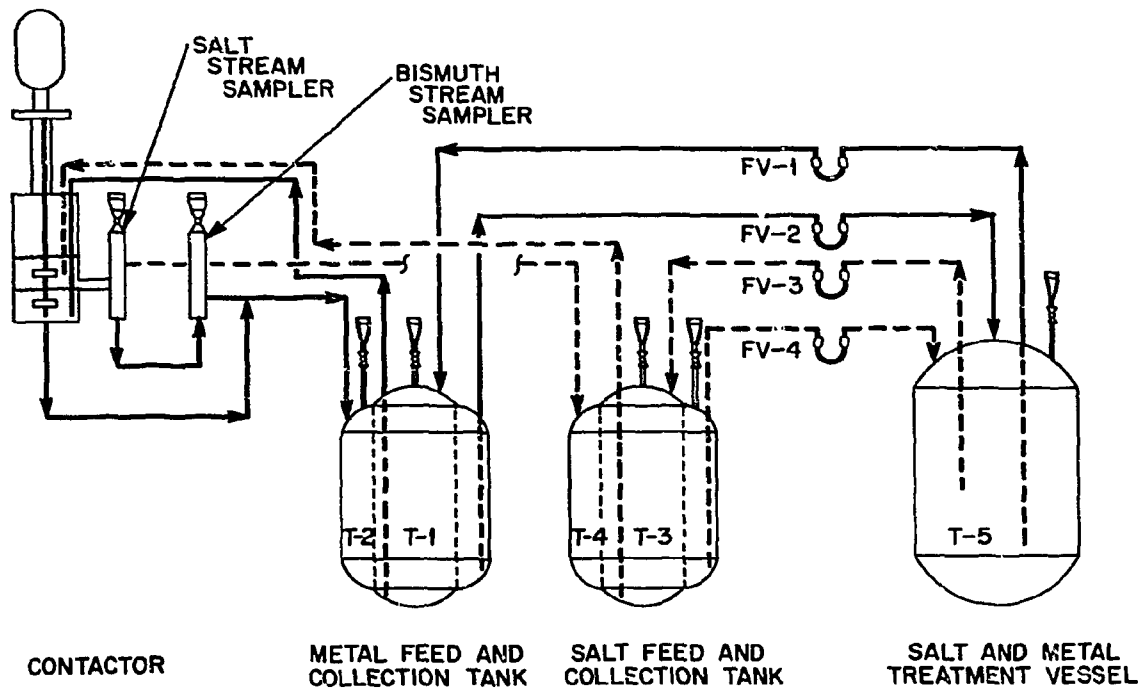 SALT
STREAM
SAMPLER
BISMUTH
STREAM
SAMPLER
FV-1
FV-2
FV-3
FV-4
T-2
T-1
T-4
T-3
T-5
CONTACTOR
METAL FEED AND
COLLECTION TANK
SALT FEED AND
COLLECTION TANK
SALT AND METAL
TREATMENT VESSEL